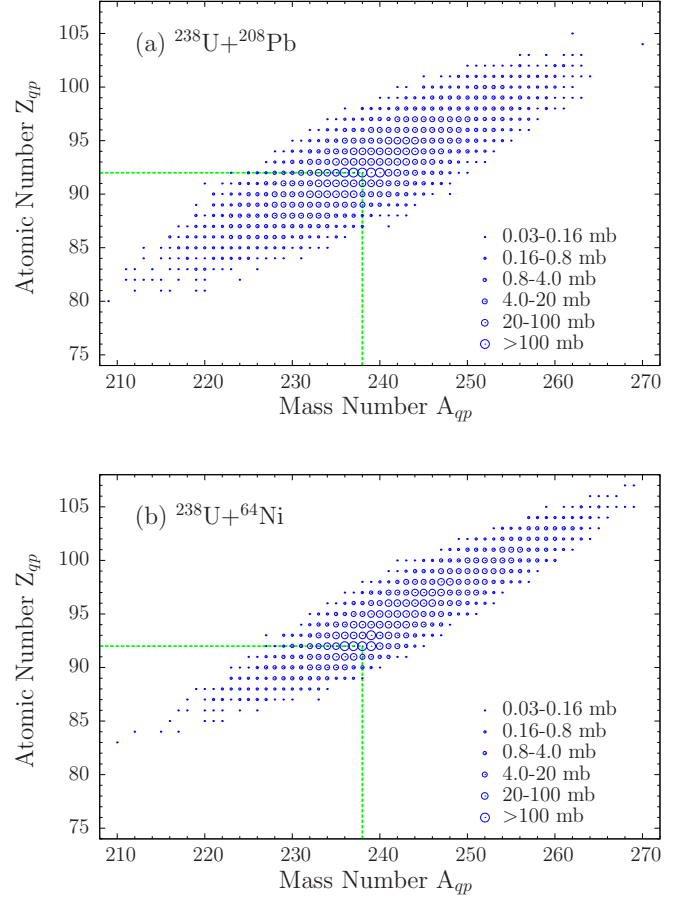 (a) ²³⁸U+²⁰⁸Pb
Atomic Number Z_qp
105
100
95
90
85
80
75
0.03-0.16 mb
0.16-0.8 mb
0.8-4.0 mb
4.0-20 mb
20-100 mb
>100 mb
210 220 230 240 250 260 270
Mass Number A_qp
(b) ²³⁸U+⁶⁴Ni
Atomic Number Z_qp
105
100
95
90
85
80
75
0.03-0.16 mb
0.16-0.8 mb
0.8-4.0 mb
4.0-20 mb
20-100 mb
>100 mb
210 220 230 240 250 260 270
Mass Number A_qp